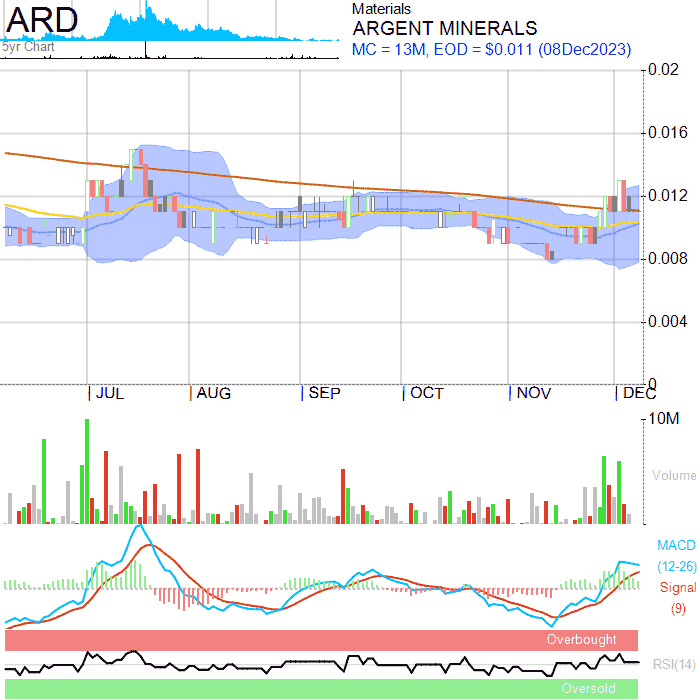 ARD
5yr Chart
Materials
ARGENT MINERALS
MC = 13M, EOD = $0.011 (08Dec2023)
0.02
0.016
0.012
0.008
0.004
0
JUL AUG SEP OCT NOV DEC
10M
Volume
MACD
(12-26)
Signal
(9)
Overbought
RSI(14)
Oversold